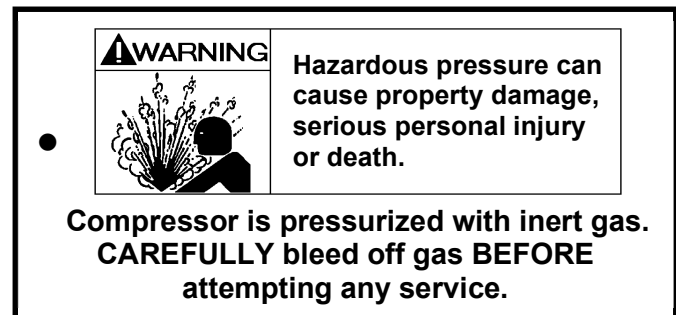 WARNING
Hazardous pressure can
cause property damage,
serious personal injury
or death.
Compressor is pressurized with inert gas.
CAREFULLY bleed off gas BEFORE
attempting any service.